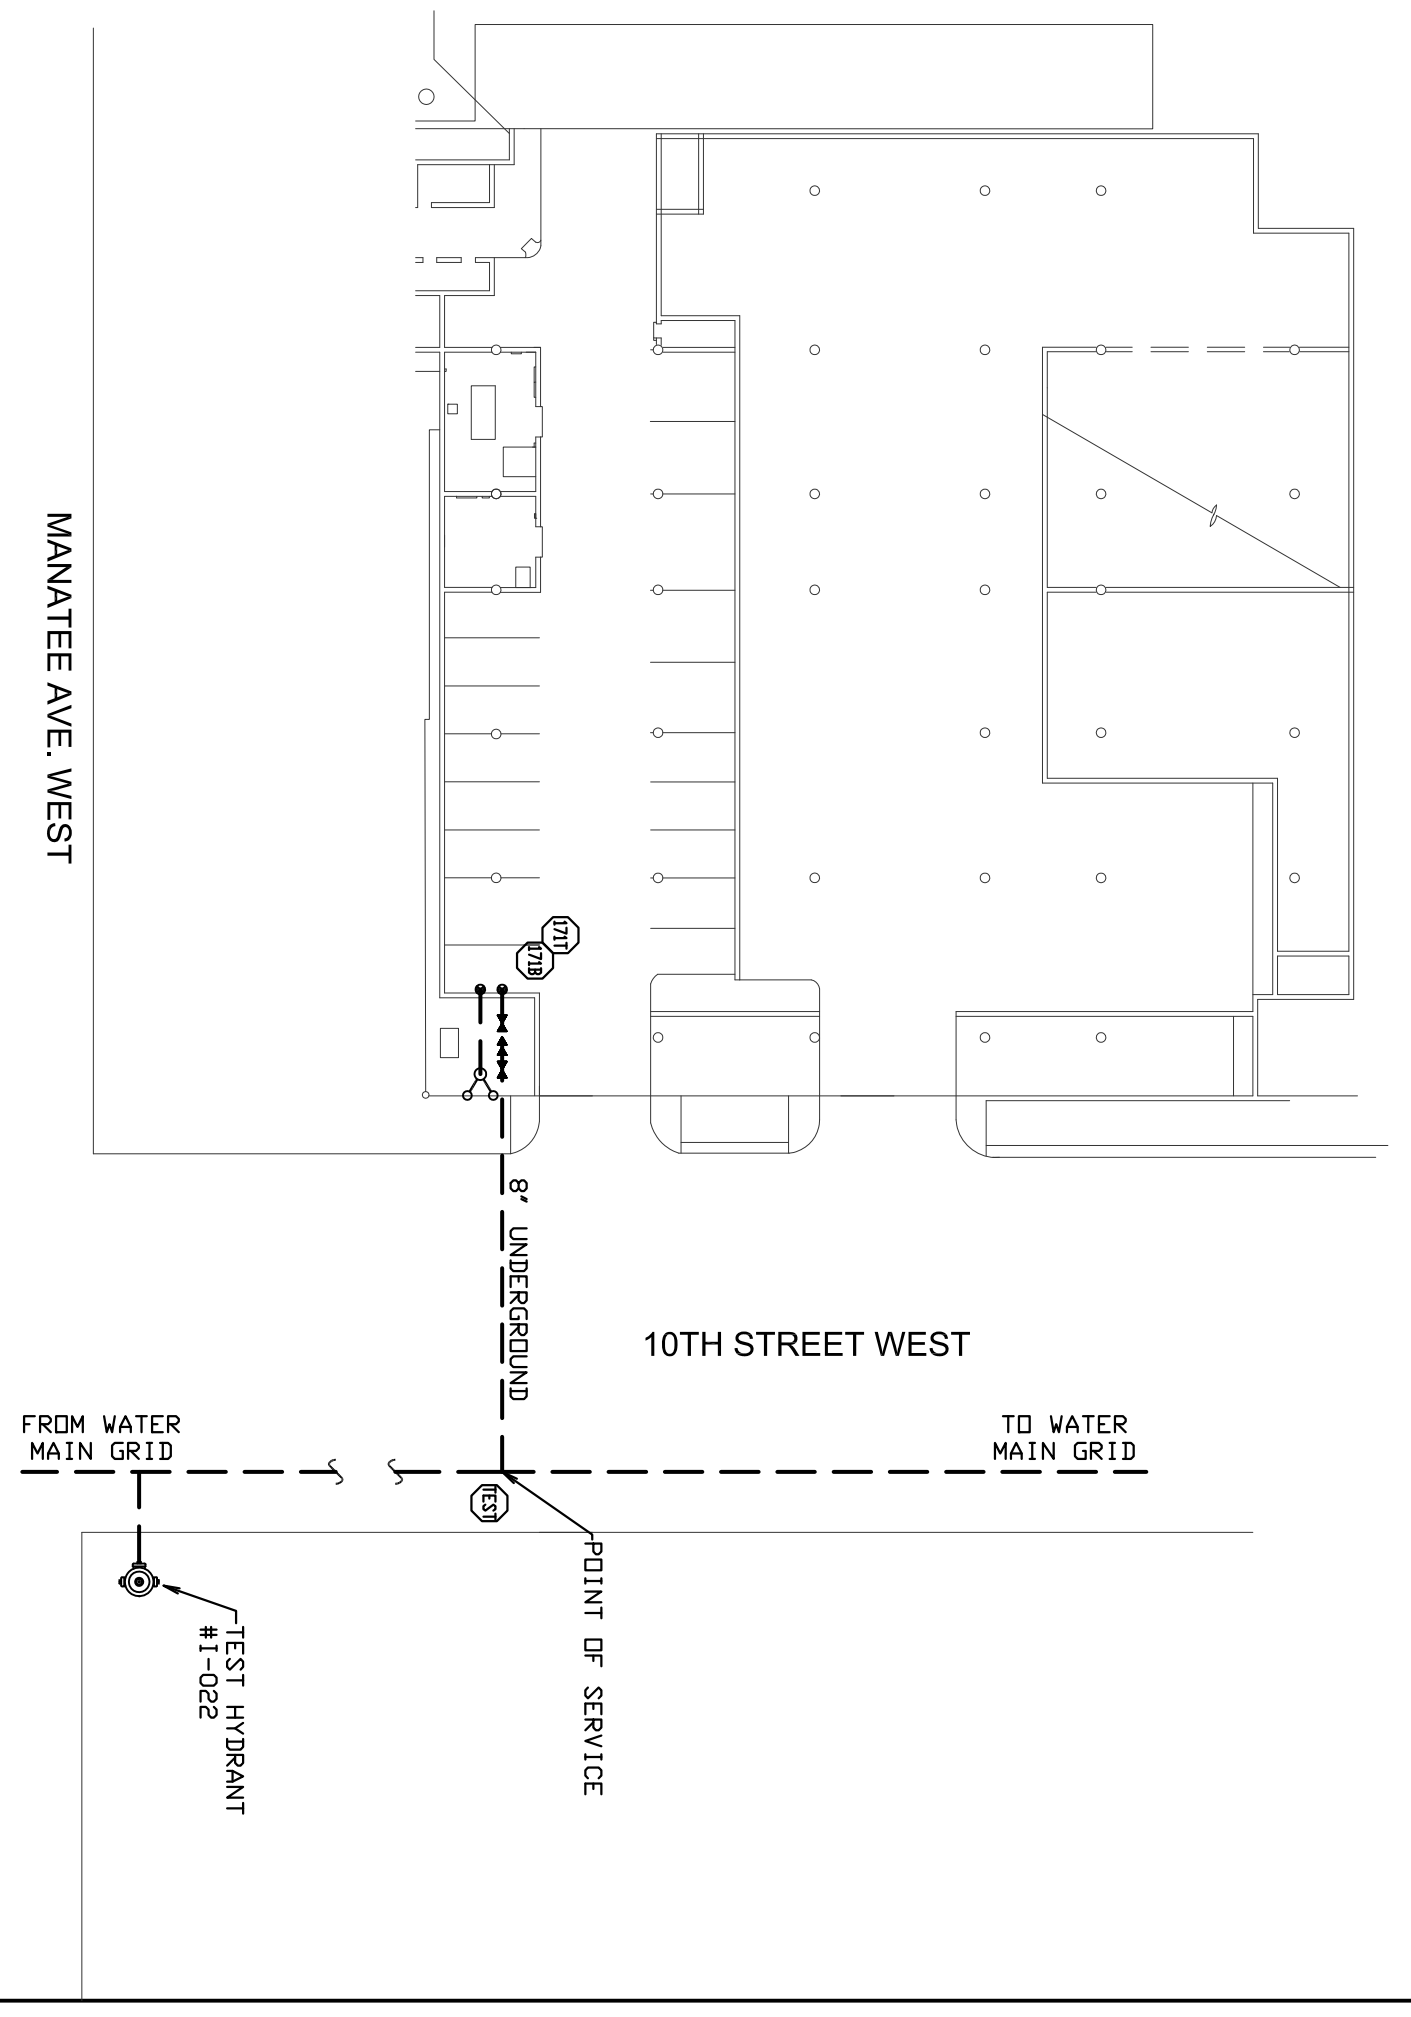 MANATEE AVE. WEST
171T
171B
8" UNDERGROUND
10TH STREET WEST
FROM WATER
MAIN GRID
TO WATER
MAIN GRID
TEST
POINT OF SERVICE
TEST HYDRANT
#I-022